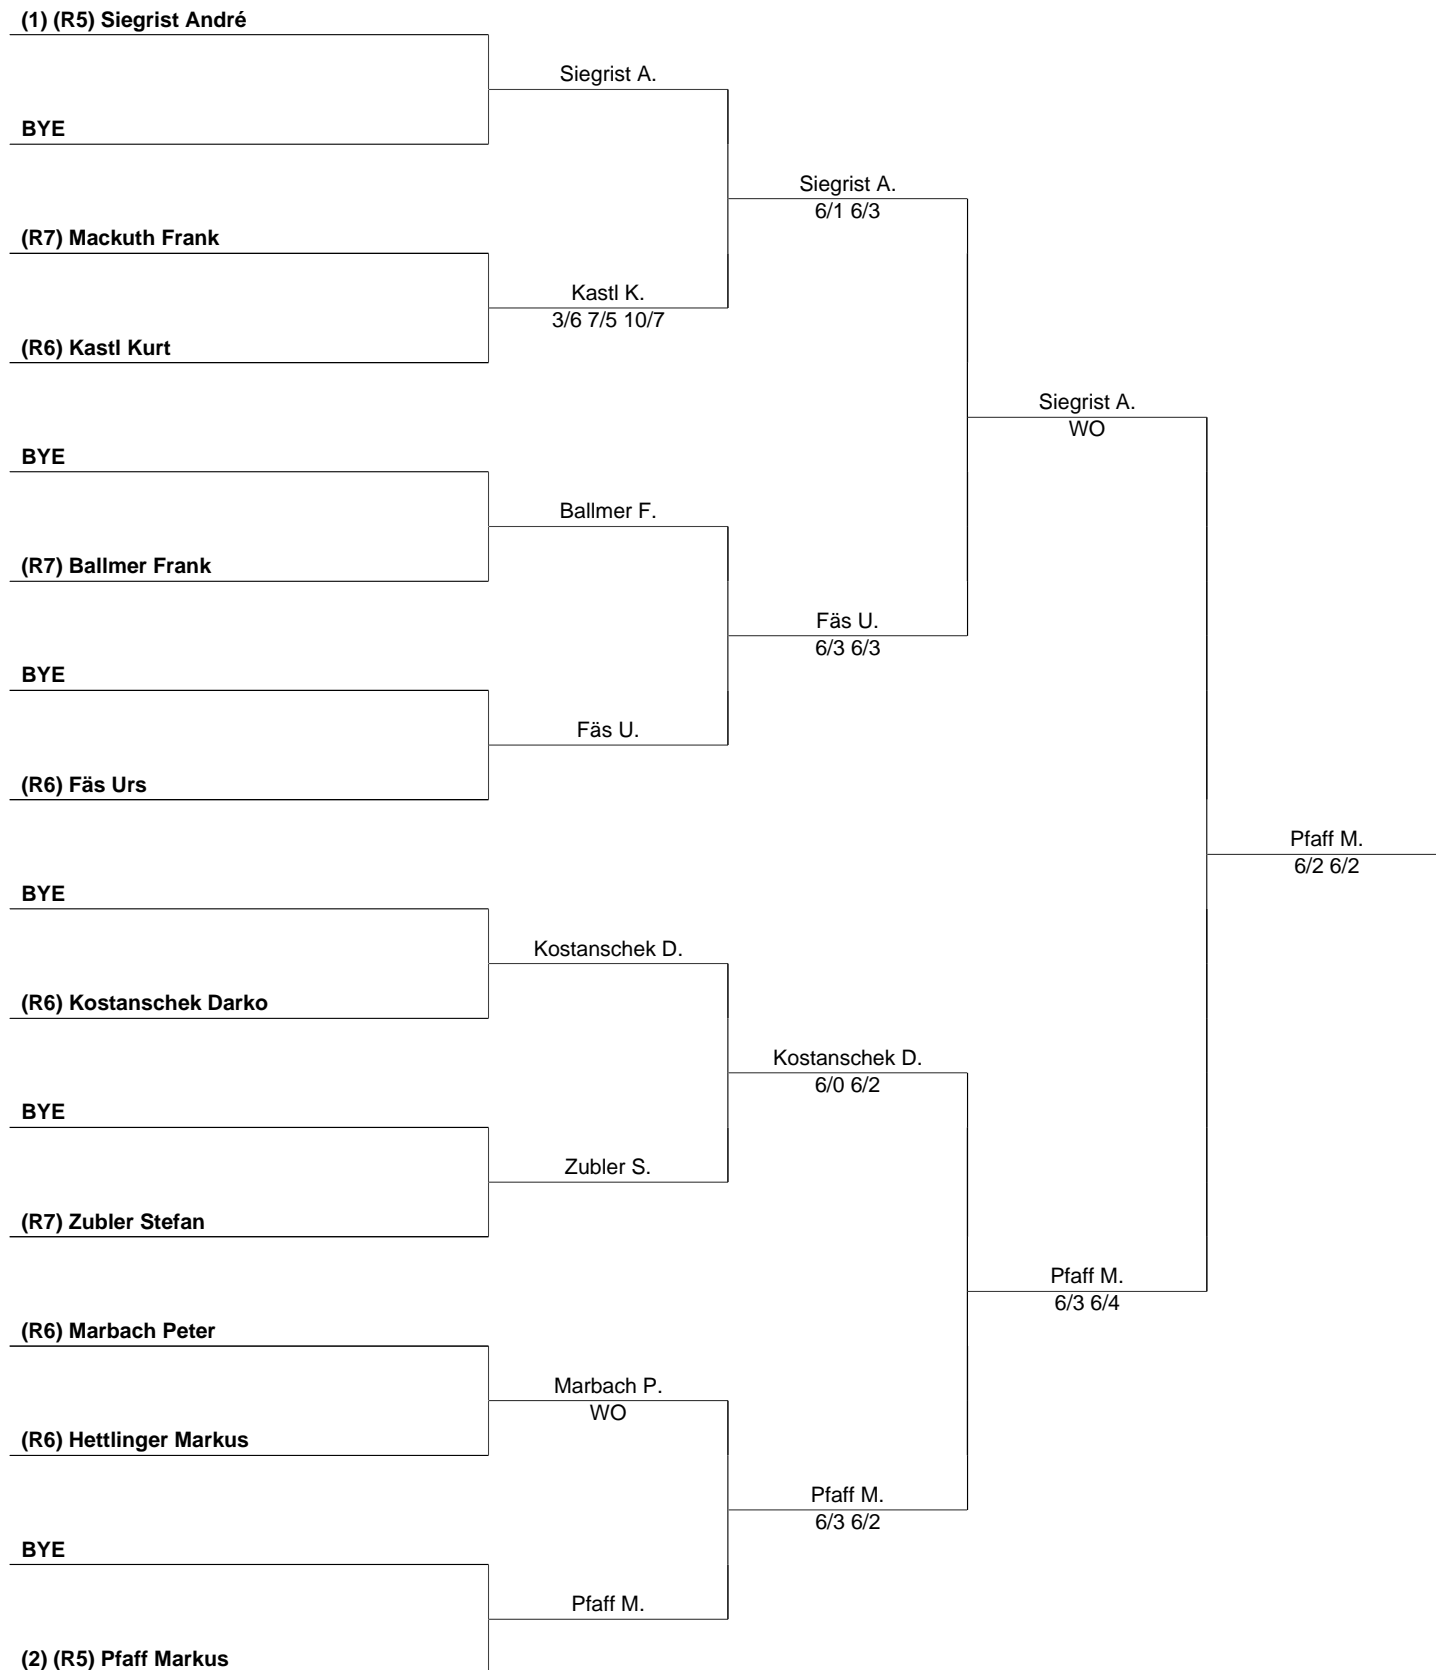 (1) (R5) Siegrist André
Siegrist A.
BYE
Siegrist A.
6/1 6/3
(R7) Mackuth Frank
Kastl K.
3/6 7/5 10/7
(R6) Kastl Kurt
Siegrist A.
WO
BYE
Ballmer F.
(R7) Ballmer Frank
Fäs U.
6/3 6/3
BYE
Fäs U.
(R6) Fäs Urs
Pfaff M.
6/2 6/2
BYE
Kostanschek D.
(R6) Kostanschek Darko
Kostanschek D.
6/0 6/2
BYE
Zubler S.
(R7) Zubler Stefan
Pfaff M.
6/3 6/4
(R6) Marbach Peter
Marbach P.
WO
(R6) Hettlinger Markus
Pfaff M.
6/3 6/2
BYE
Pfaff M.
(2) (R5) Pfaff Markus